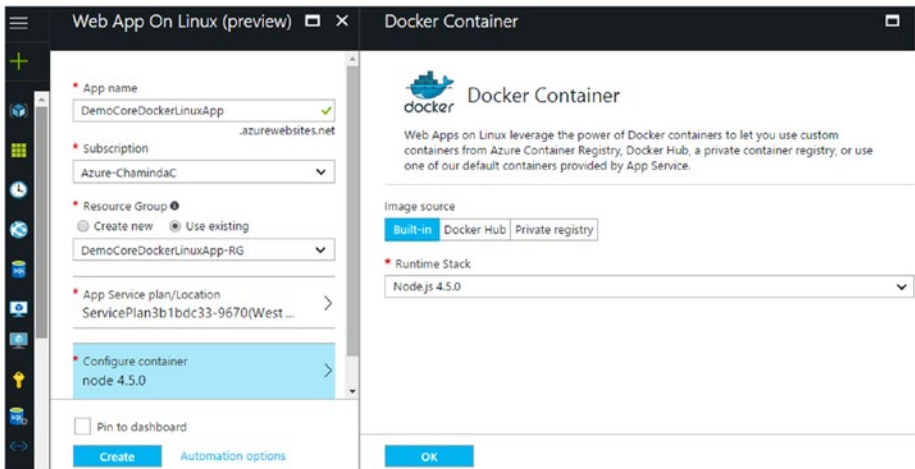 Web App On Linux (preview)
* App name
DemoCoreDockerLinuxApp
.azurewebsites.net
* Subscription
Azure-ChamindaC
* Resource Group
Create new Use existing
DemoCoreDockerLinuxApp-RG
* App Service plan/Location
ServicePlan3b1bdc33-9670(West ...
* Configure container
node 4.5.0
Pin to dashboard
Create Automation options
Docker Container
docker Docker Container
Web Apps on Linux leverage the power of Docker containers to let you use custom
containers from Azure Container Registry, Docker Hub, a private container registry, or use
one of our default containers provided by App Service.
Image source
Built-in Docker Hub Private registry
* Runtime Stack
Node.js 4.5.0
OK